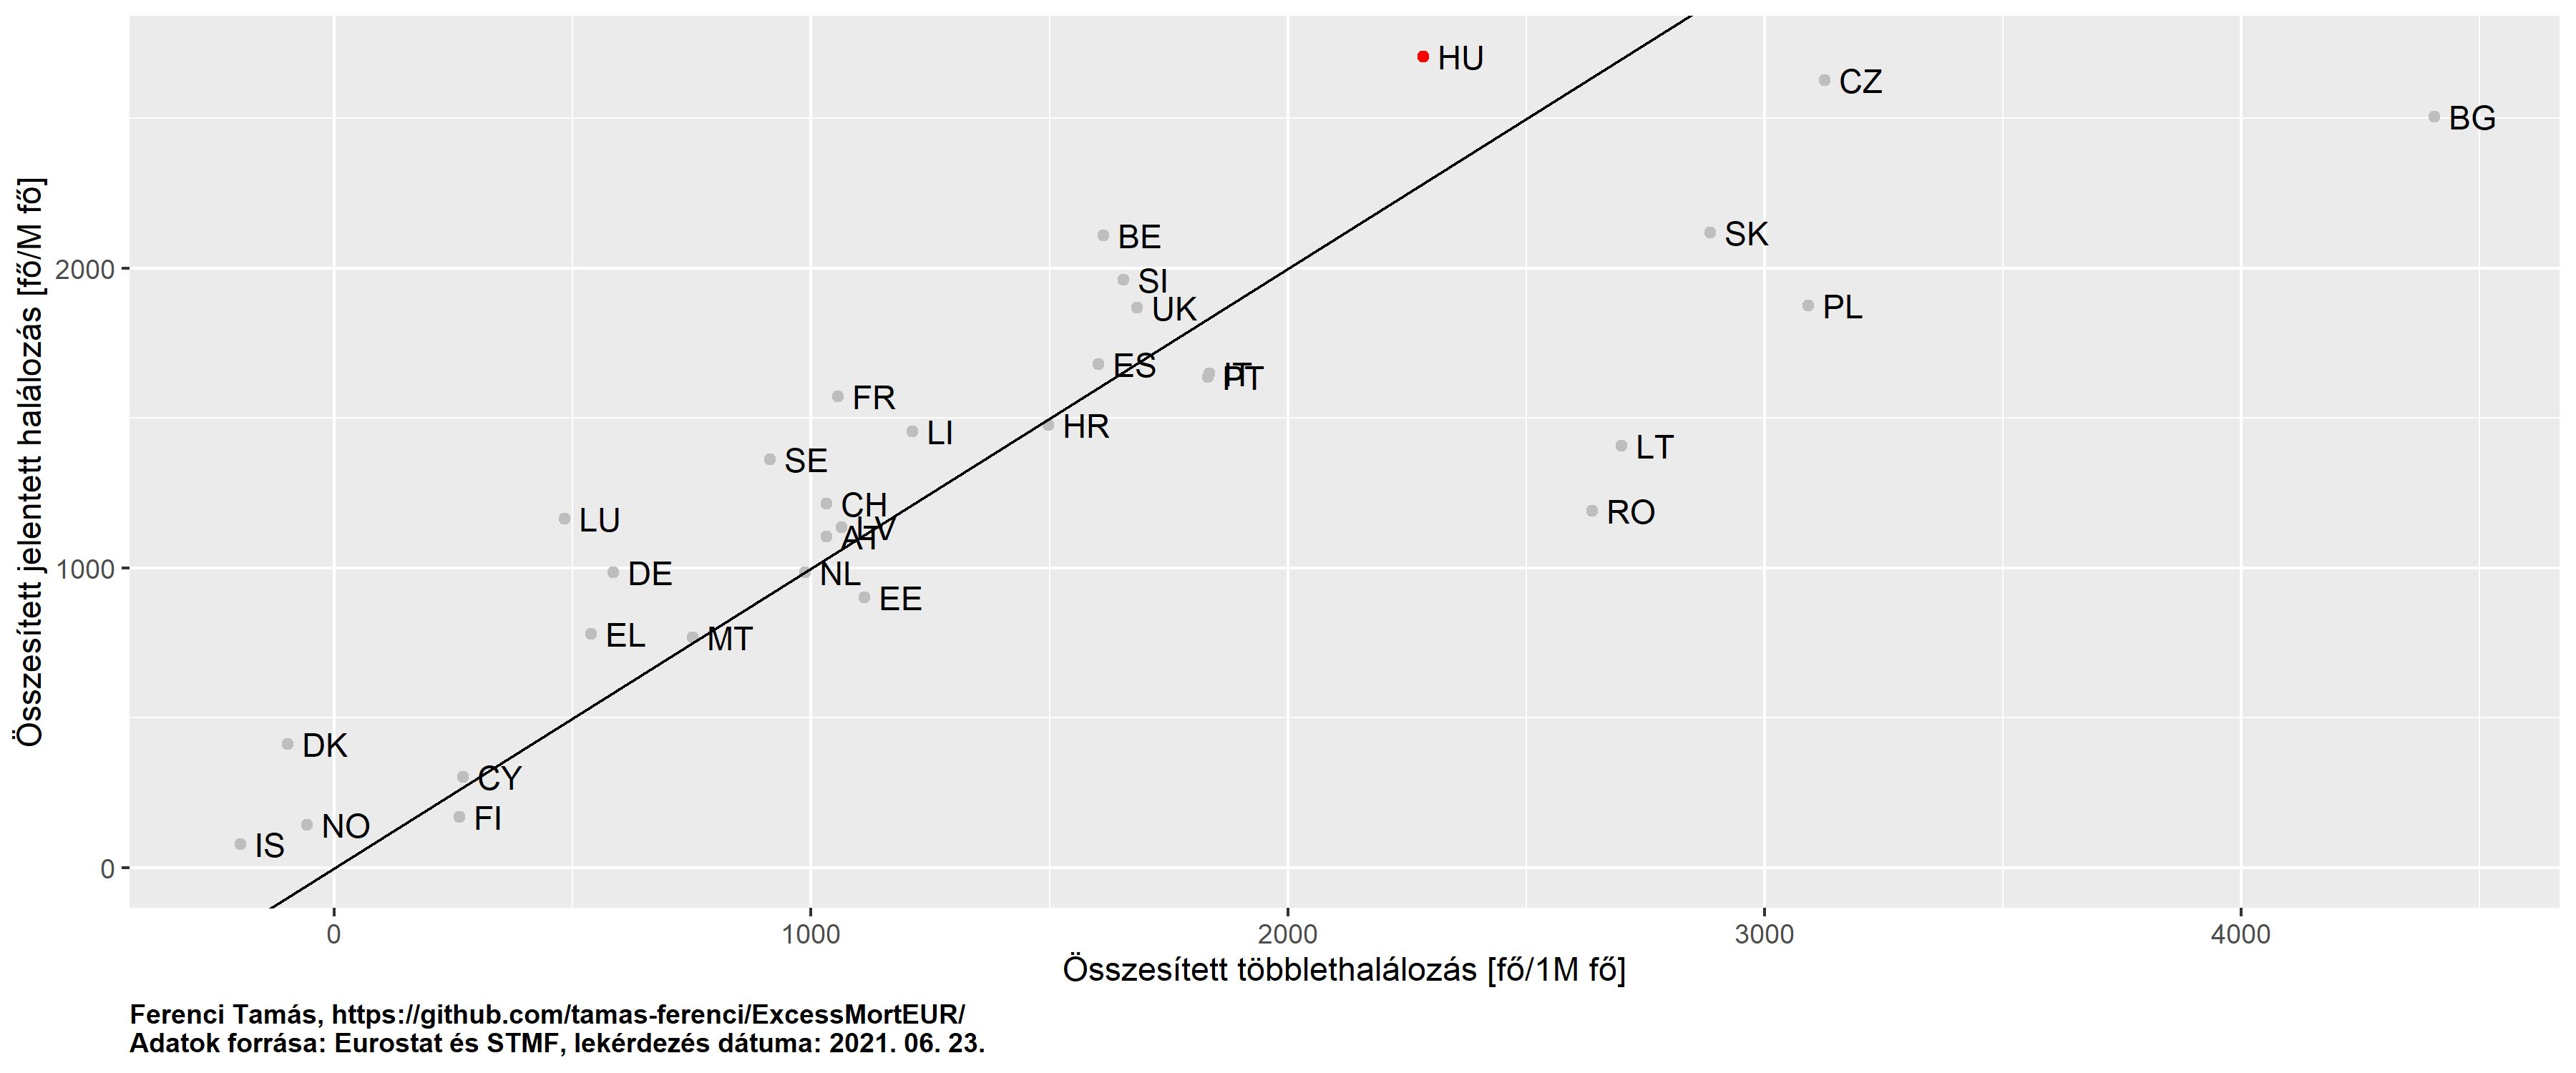 Összesített jelentett halálozás [fő/M fő]
2000
1000
0
HU
CZ
BG
BE
SK
SI
UK
PL
ES
IT
PT
FR
HR
LI
LT
SE
CH
LV
AT
RO
LU
DE
NL
EE
EL
MT
DK
CY
FI
NO
IS
0
1000
2000
3000
4000
Összesített többlethalálozás [fő/1M fő]
Ferenci Tamás, https://github.com/tamas-ferenci/ExcessMortEUR/
Adatok forrása: Eurostat és STMF, lekérdezés dátuma: 2021. 06. 23.